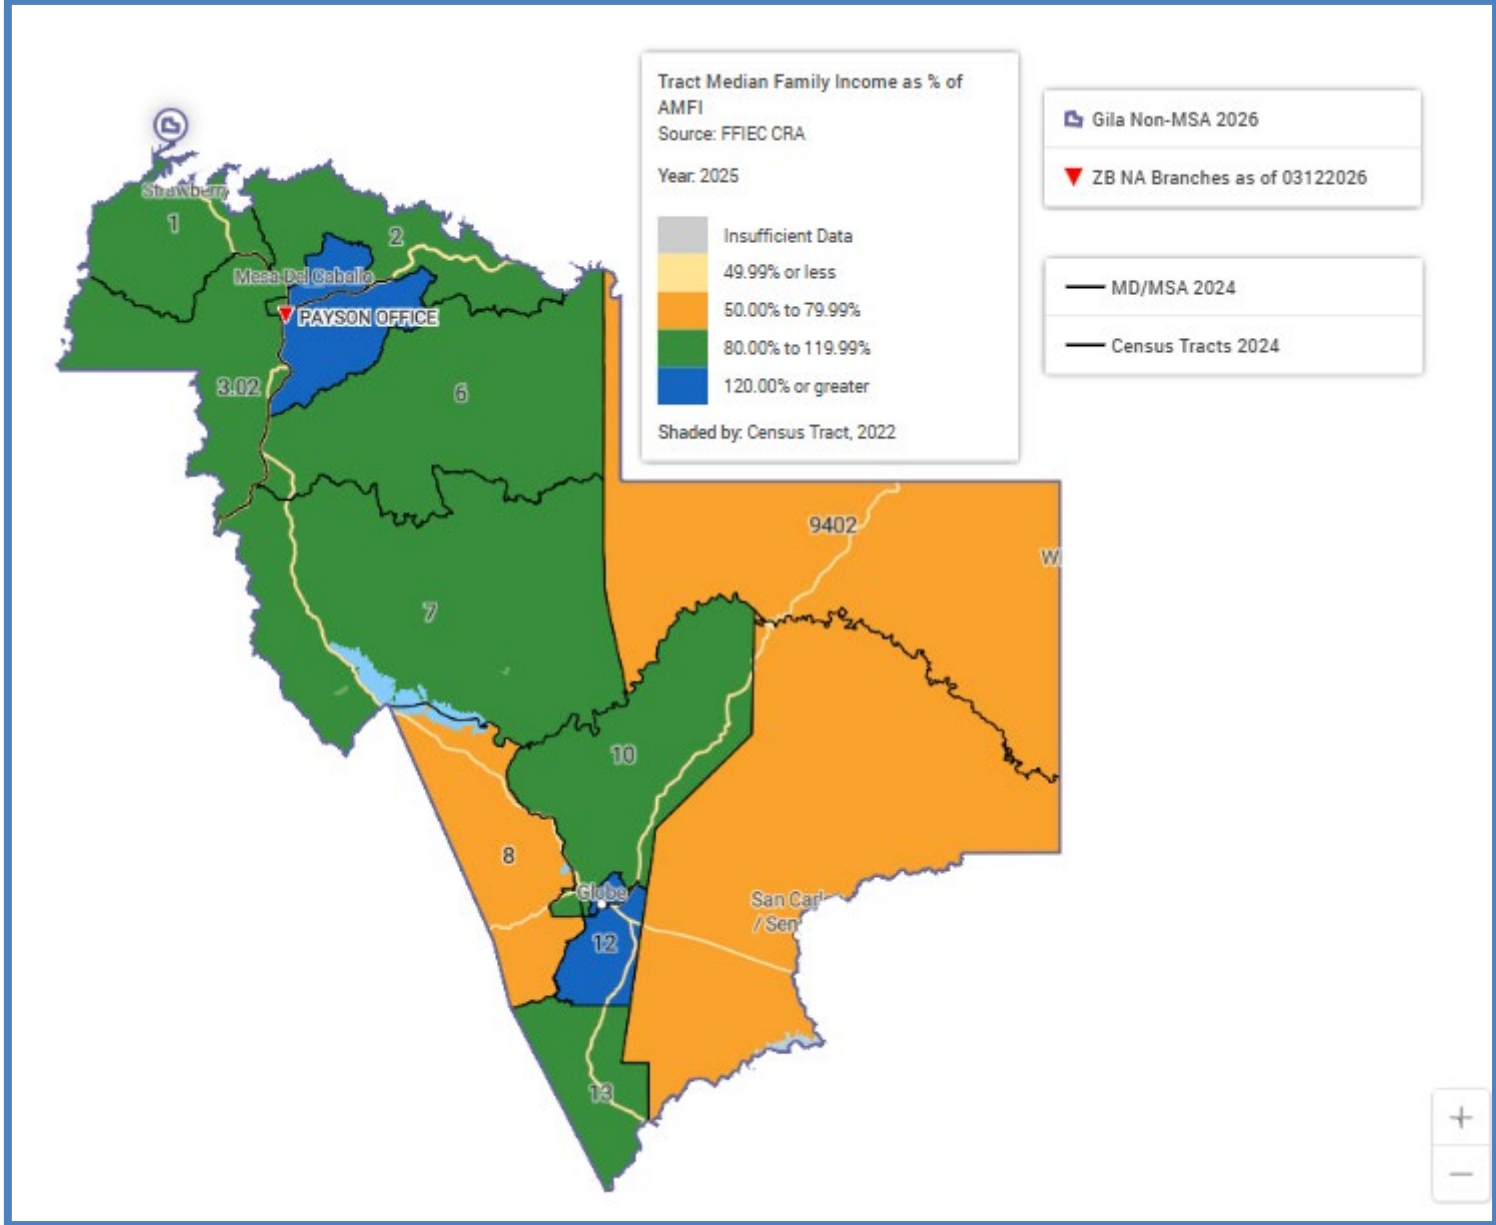 Tract Median Family Income as % of
AMFI
Source: FFIEC CRA
Year: 2025
Insufficient Data
49.99% or less
50.00% to 79.99%
80.00% to 119.99%
120.00% or greater
Shaded by: Census Tract, 2022
Gila Non-MSA 2026
ZB NA Branches as of 03122026
MD/MSA 2024
Census Tracts 2024
Strawberry
1
2
Mesa Del Caballo
PAYSON OFFICE
3.02
6
9402
W
7
10
8
Globe
San Carl
/ Sen
12
13
+
−